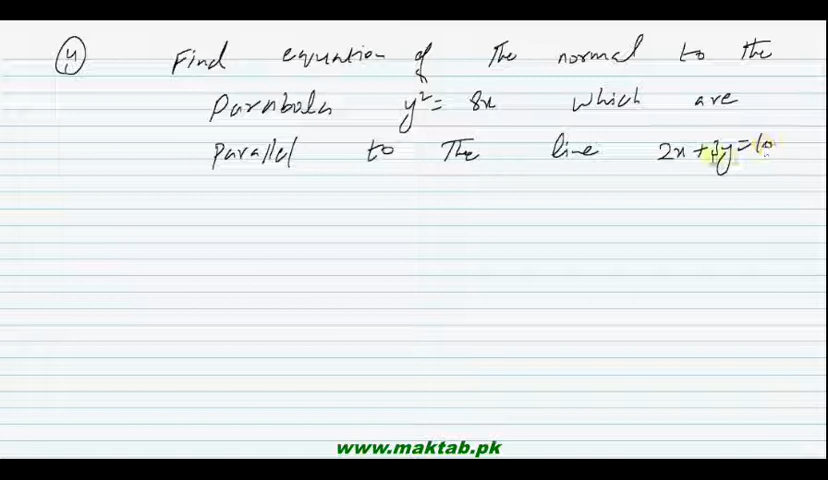 4 Find equation of the normal to the
Parabola y² = 8x which are
parallel to the line 2x + 3y = 10
www.maktab.pk